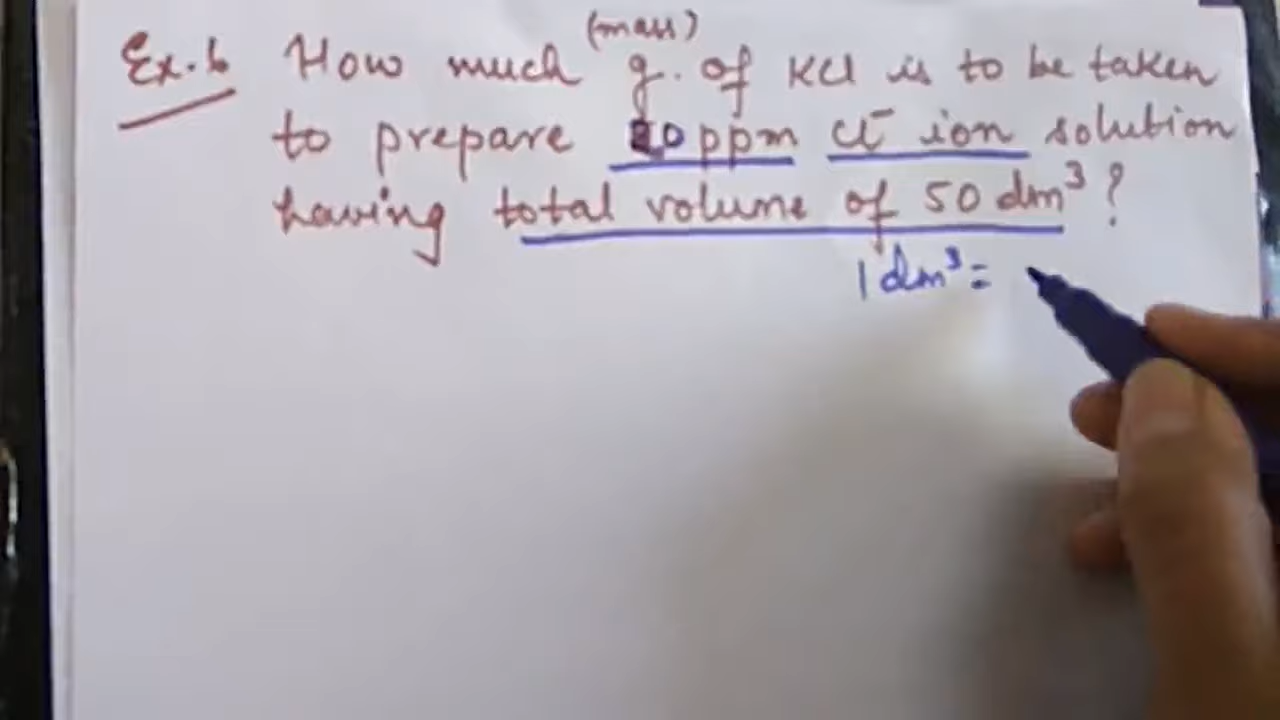 Ex. 6 How much g. of KCl is to be taken
(mass)
to prepare 20 ppm Cl⁻ ion solution
having total volume of 50 dm³?
1 dm³ =